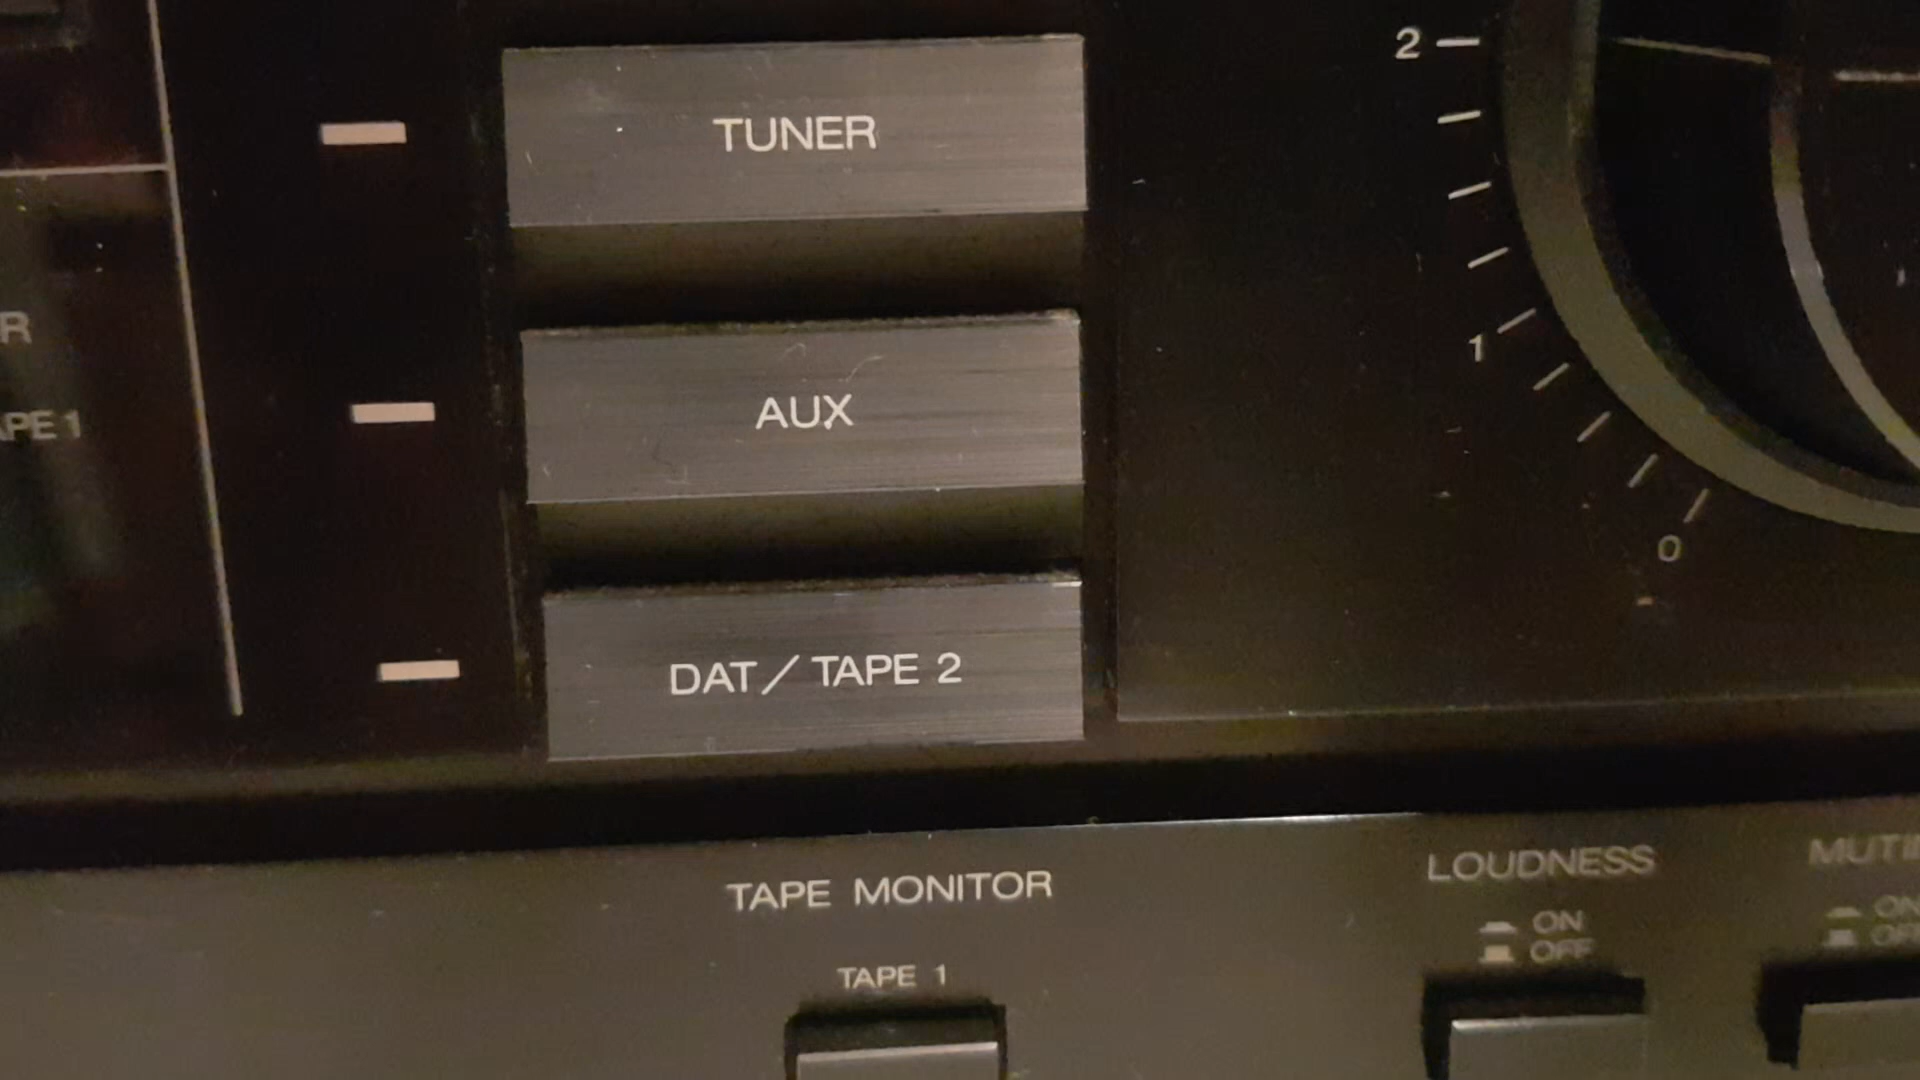 TUNER
2
R
1
APE 1
AUX
0
DAT / TAPE 2
TAPE MONITOR
TAPE 1
LOUDNESS
ON
OFF
MUTI
ON
OFF